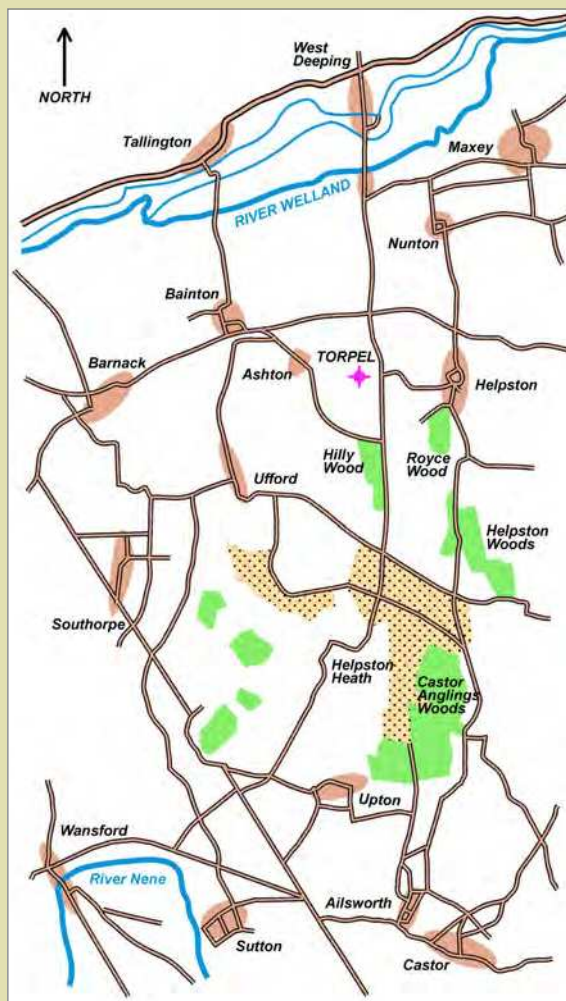 West
Deeping
NORTH
Tallington
Maxey
RIVER WELLAND
Nunton
Bainton
TORPEL
Barnack
Ashton
Helpston
Hilly
Wood
Royce
Wood
Ufford
Helpston
Woods
Southorpe
Helpston
Heath
Castor
Anglings
Woods
Upton
Wansford
River Nene
Ailsworth
Sutton
Castor